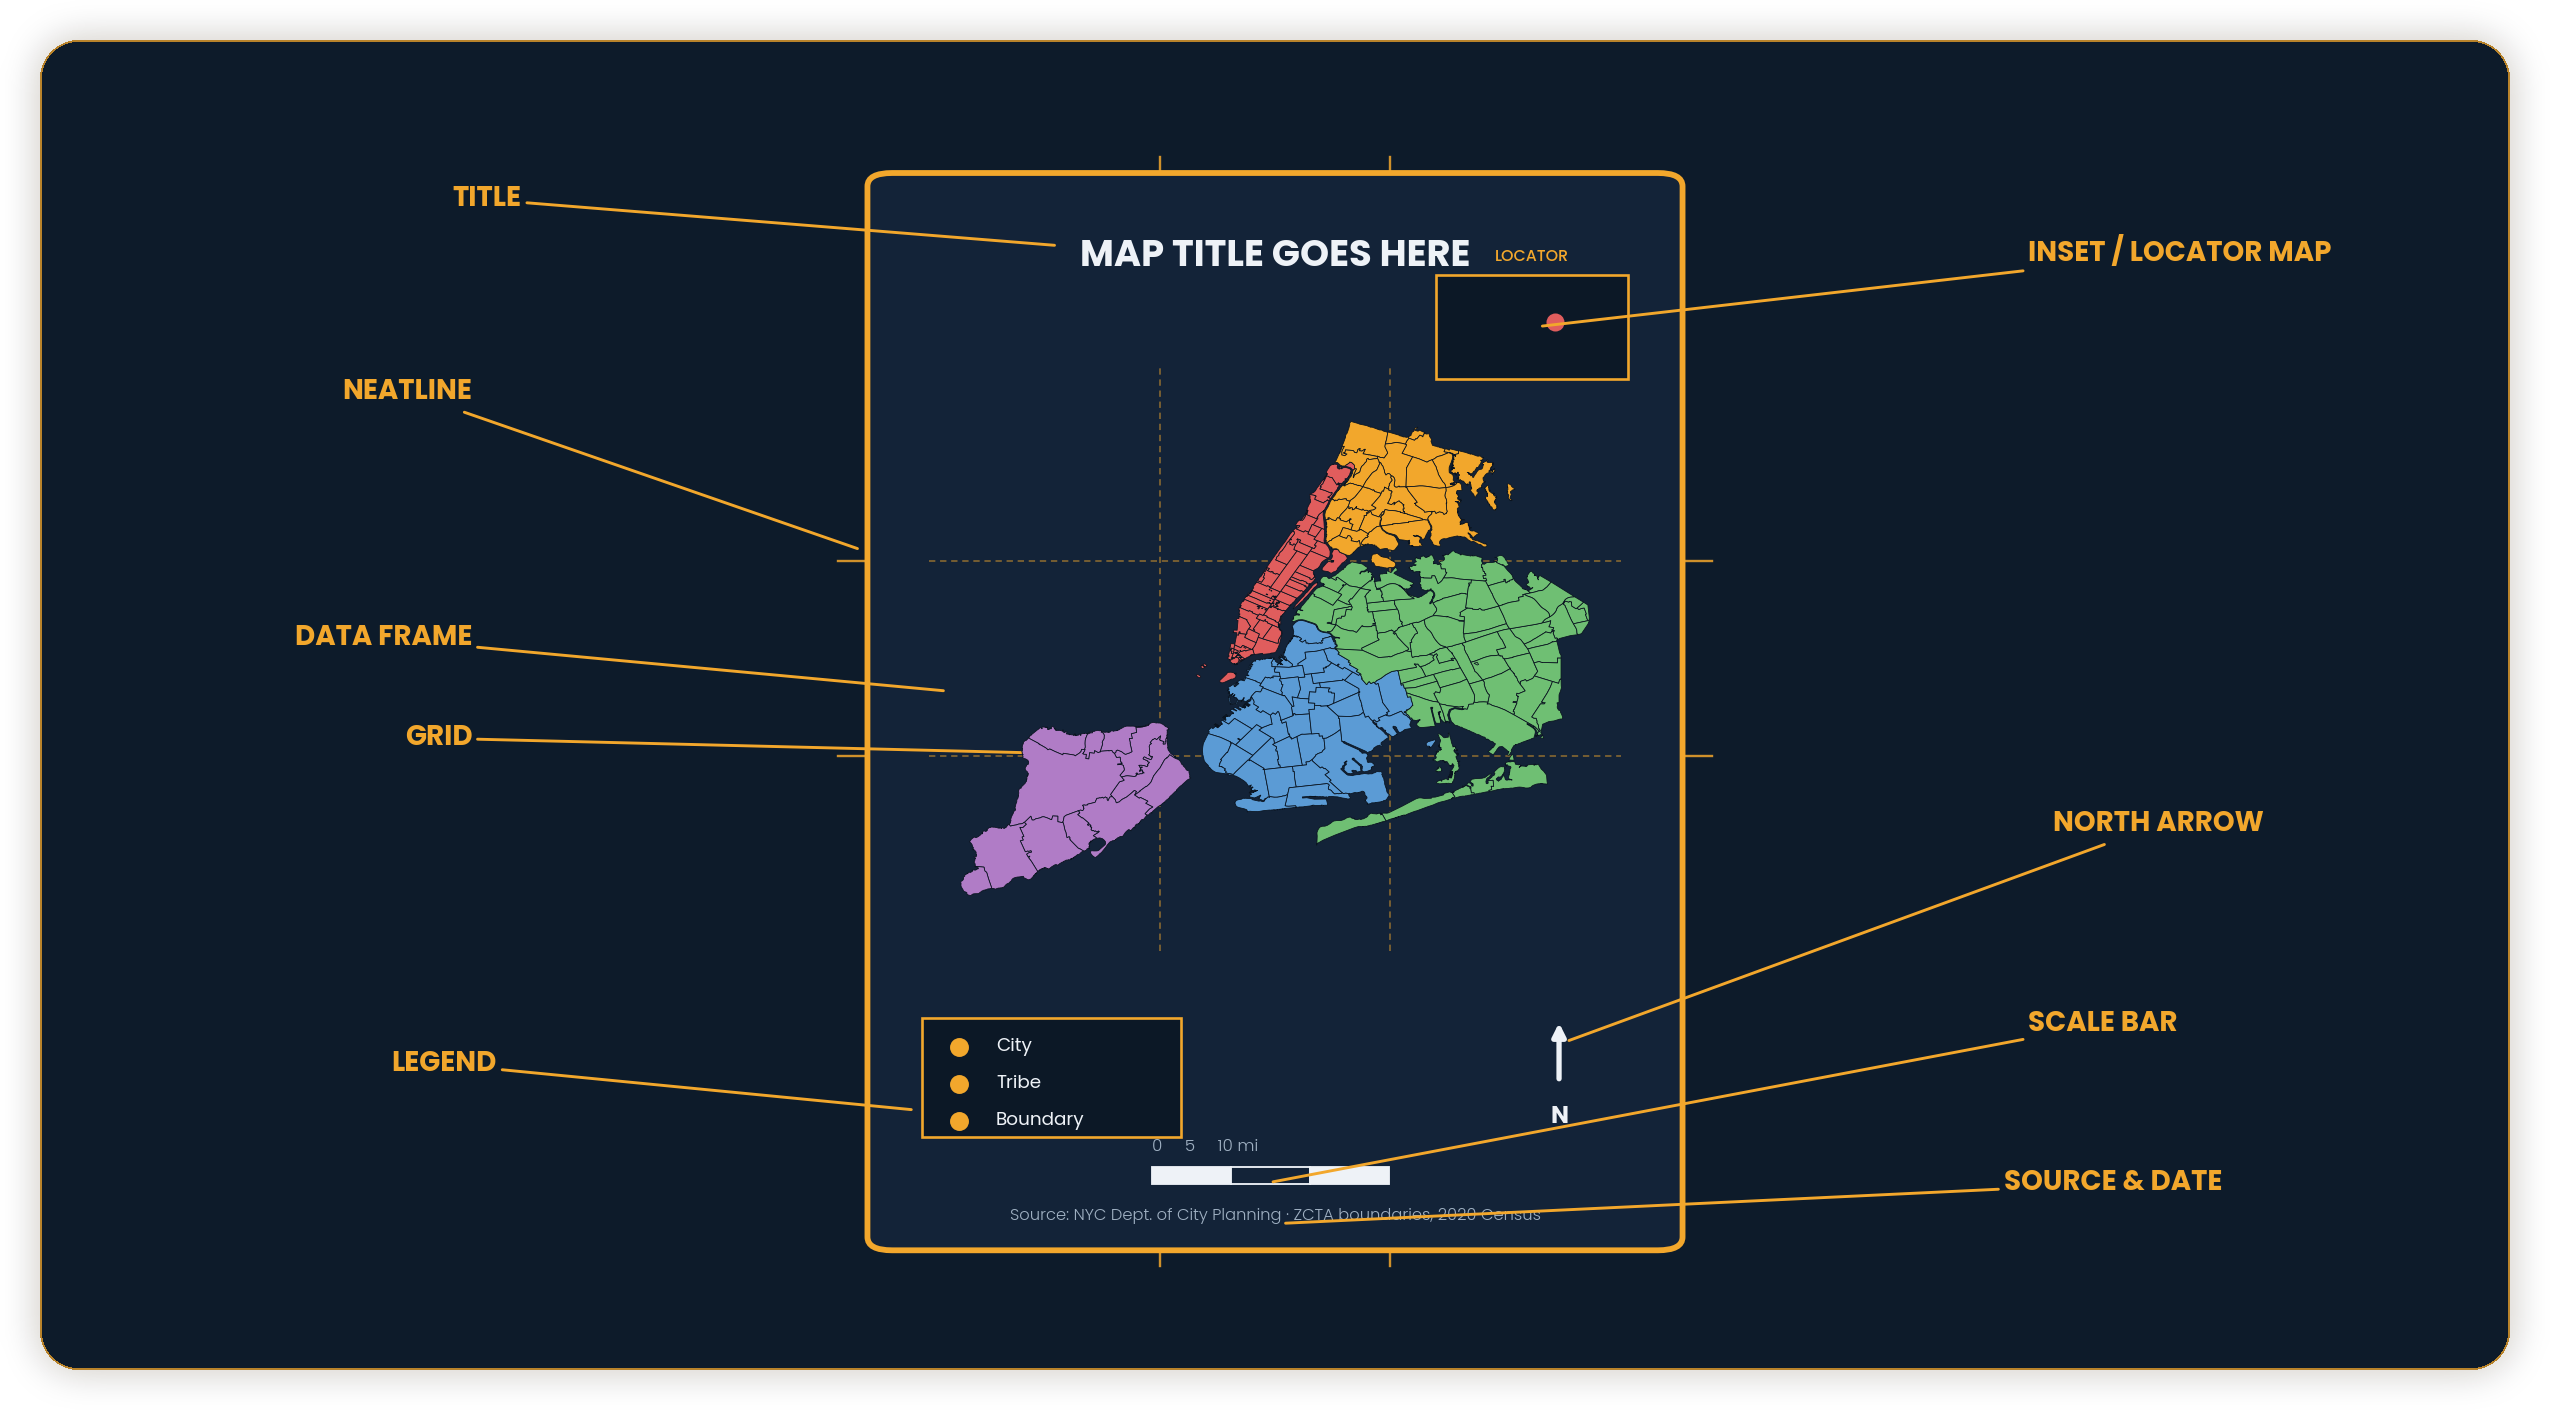 TITLE
MAP TITLE GOES HERE
LOCATOR
INSET / LOCATOR MAP
NEATLINE
DATA FRAME
GRID
NORTH ARROW
LEGEND
City
Tribe
Boundary
N
SCALE BAR
0 5 10 mi
SOURCE & DATE
Source: NYC Dept. of City Planning · ZCTA boundaries, 2020 Census